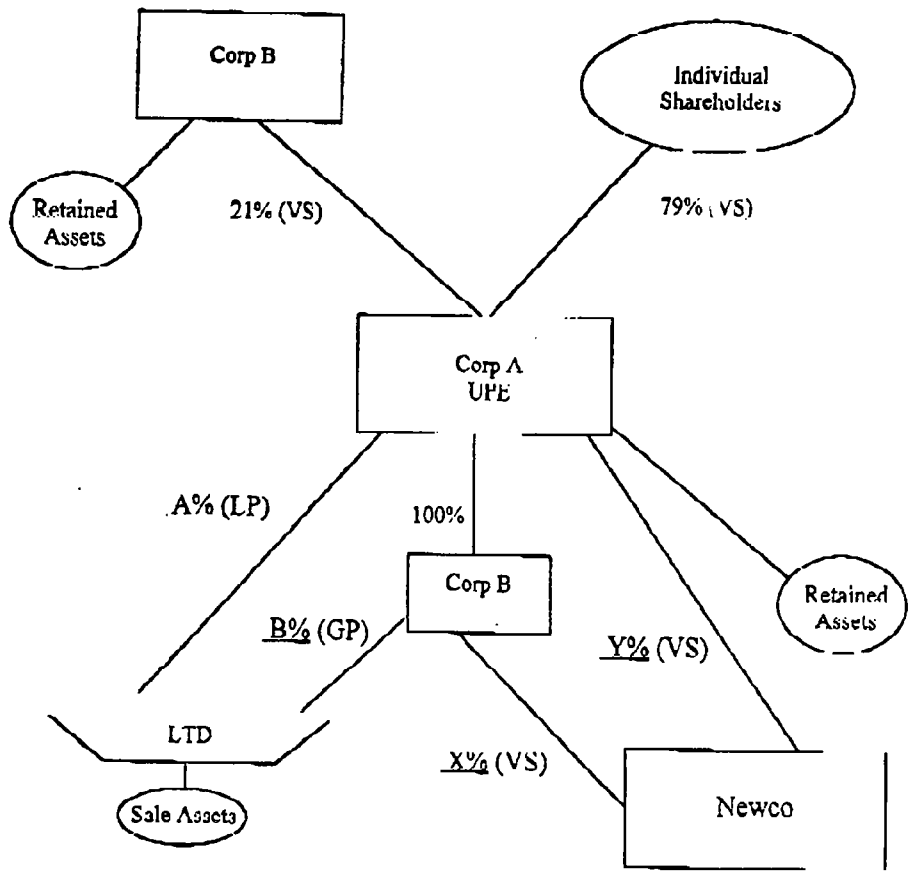 Corp B
Individual
Shareholders
Retained
Assets
21% (VS)
79% (VS)
Corp A
UPE
A% (LP)
100%
Corp B
Retained
Assets
B% (GP)
Y% (VS)
LTD
X% (VS)
Sale Assets
Newco